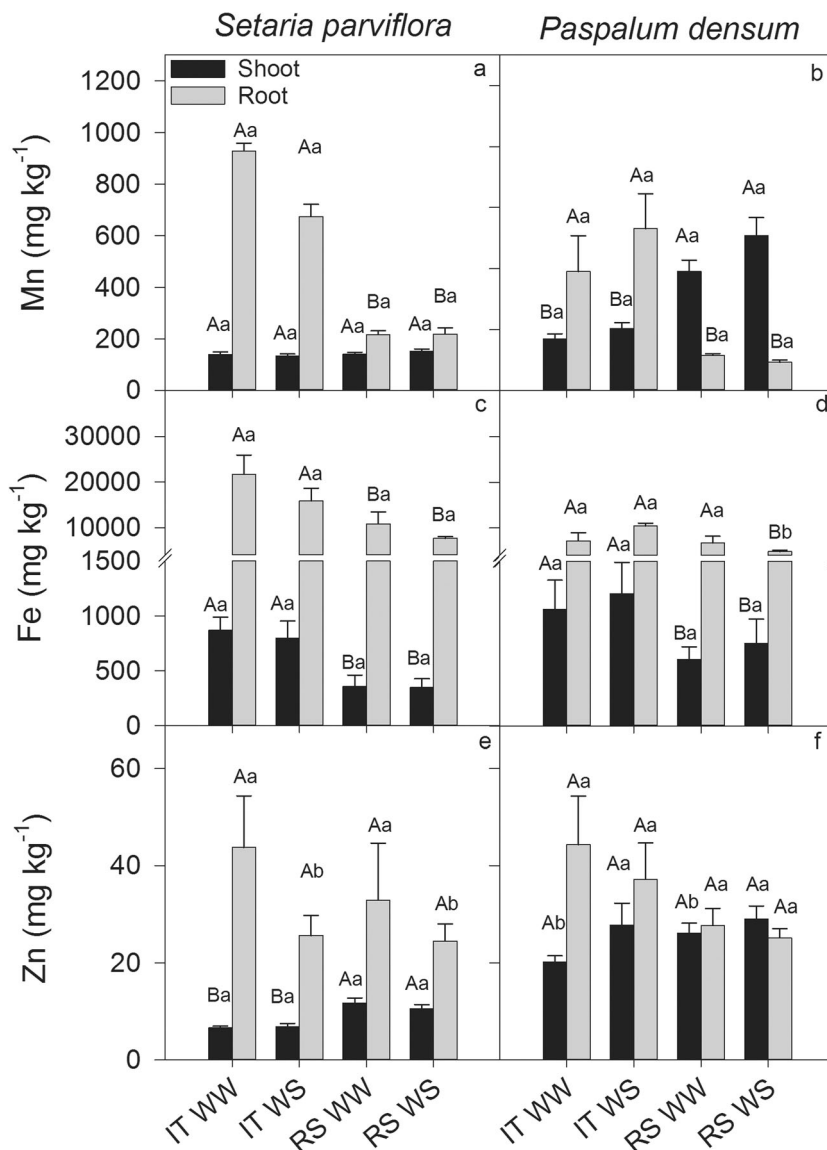 Setaria parviflora Paspalum densum
Shoot
Root
a
b
Mn (mg kg⁻¹)
1200
1000
800
600
400
200
0
Aa Aa Aa Aa Aa Ba Aa Ba
Ba Aa Ba Aa Aa Ba Aa Ba
c
d
Fe (mg kg⁻¹)
30000
20000
10000
1500
1000
500
0
Aa Aa Aa Aa Ba Ba Ba Ba
Aa Aa Aa Aa Ba Aa Ba Bb
e
f
Zn (mg kg⁻¹)
60
40
20
0
Ba Aa Ba Ab Aa Aa Aa Ab
Ab Aa Aa Aa Ab Aa Aa Aa
IT WW IT WS RS WW RS WS IT WW IT WS RS WW RS WS